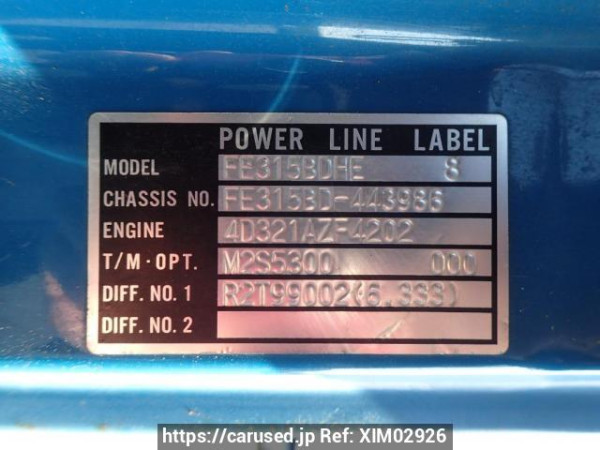 POWER LINE LABEL
MODEL FE315BDHE 8
CHASSIS NO. FE315BD-443986
ENGINE 4D321AZF4202
T/M·OPT. M2S5300 000
DIFF. NO. 1 R2T99002(6.333)
DIFF. NO. 2
https://carused.jp Ref: XIM02926